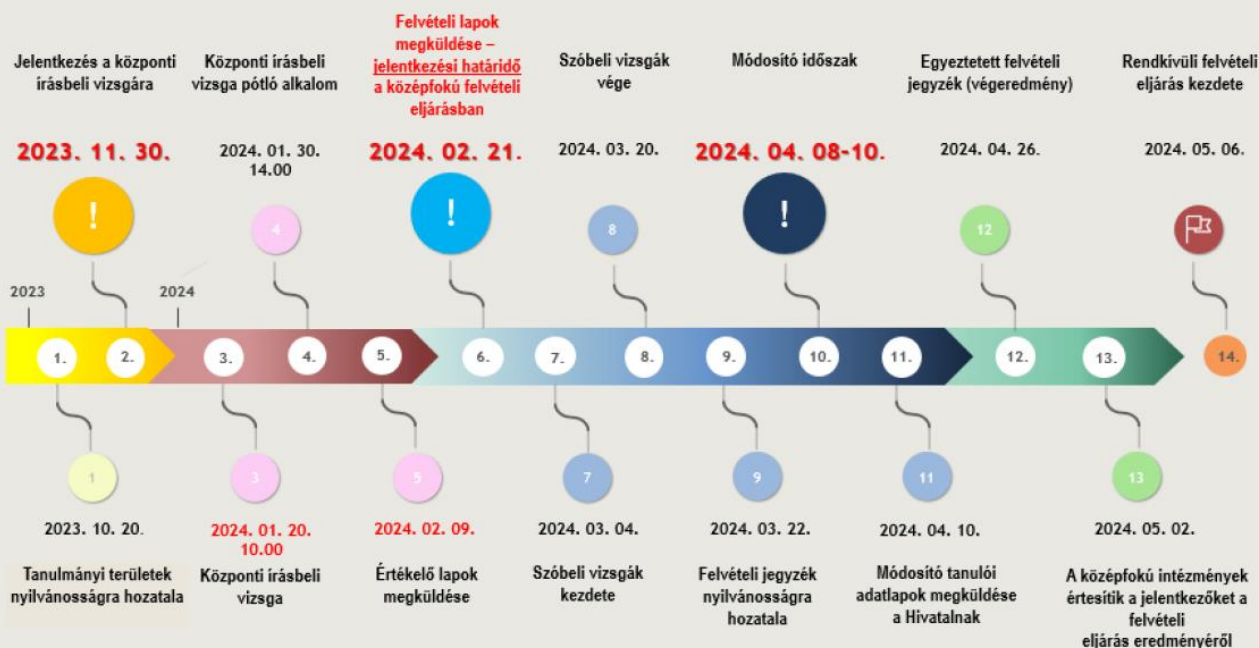 Jelentkezés a központi
írásbeli vizsgára
2023. 11. 30.
!
Központi írásbeli
vizsga pótló alkalom
2024. 01. 30.
14.00
4
Felvételi lapok
megküldése –
jelentkezési határidő
a középfokú felvételi
eljárásban
2024. 02. 21.
!
Szóbeli vizsgák
vége
2024. 03. 20.
8
Módosító időszak
2024. 04. 08-10.
!
Egyeztetett felvételi
jegyzék (végeredmény)
2024. 04. 26.
12
Rendkívüli felvételi
eljárás kezdete
2024. 05. 06.
2023
2024
1.
2.
3.
4.
5.
6.
7.
8.
9.
10.
11.
12.
13.
14.
1
2023. 10. 20.
Tanulmányi területek
nyilvánosságra hozatala
3
2024. 01. 20.
10.00
Központi írásbeli
vizsga
5
2024. 02. 09.
Értékelő lapok
megküldése
7
2024. 03. 04.
Szóbeli vizsgák
kezdete
9
2024. 03. 22.
Felvételi jegyzék
nyilvánosságra
hozatala
11
2024. 04. 10.
Módosító tanulói
adatlapok megküldése
a Hivatalnak
13
2024. 05. 02.
A középfokú intézmények
értesítik a jelentkezőket a
felvételi
eljárás eredményéről